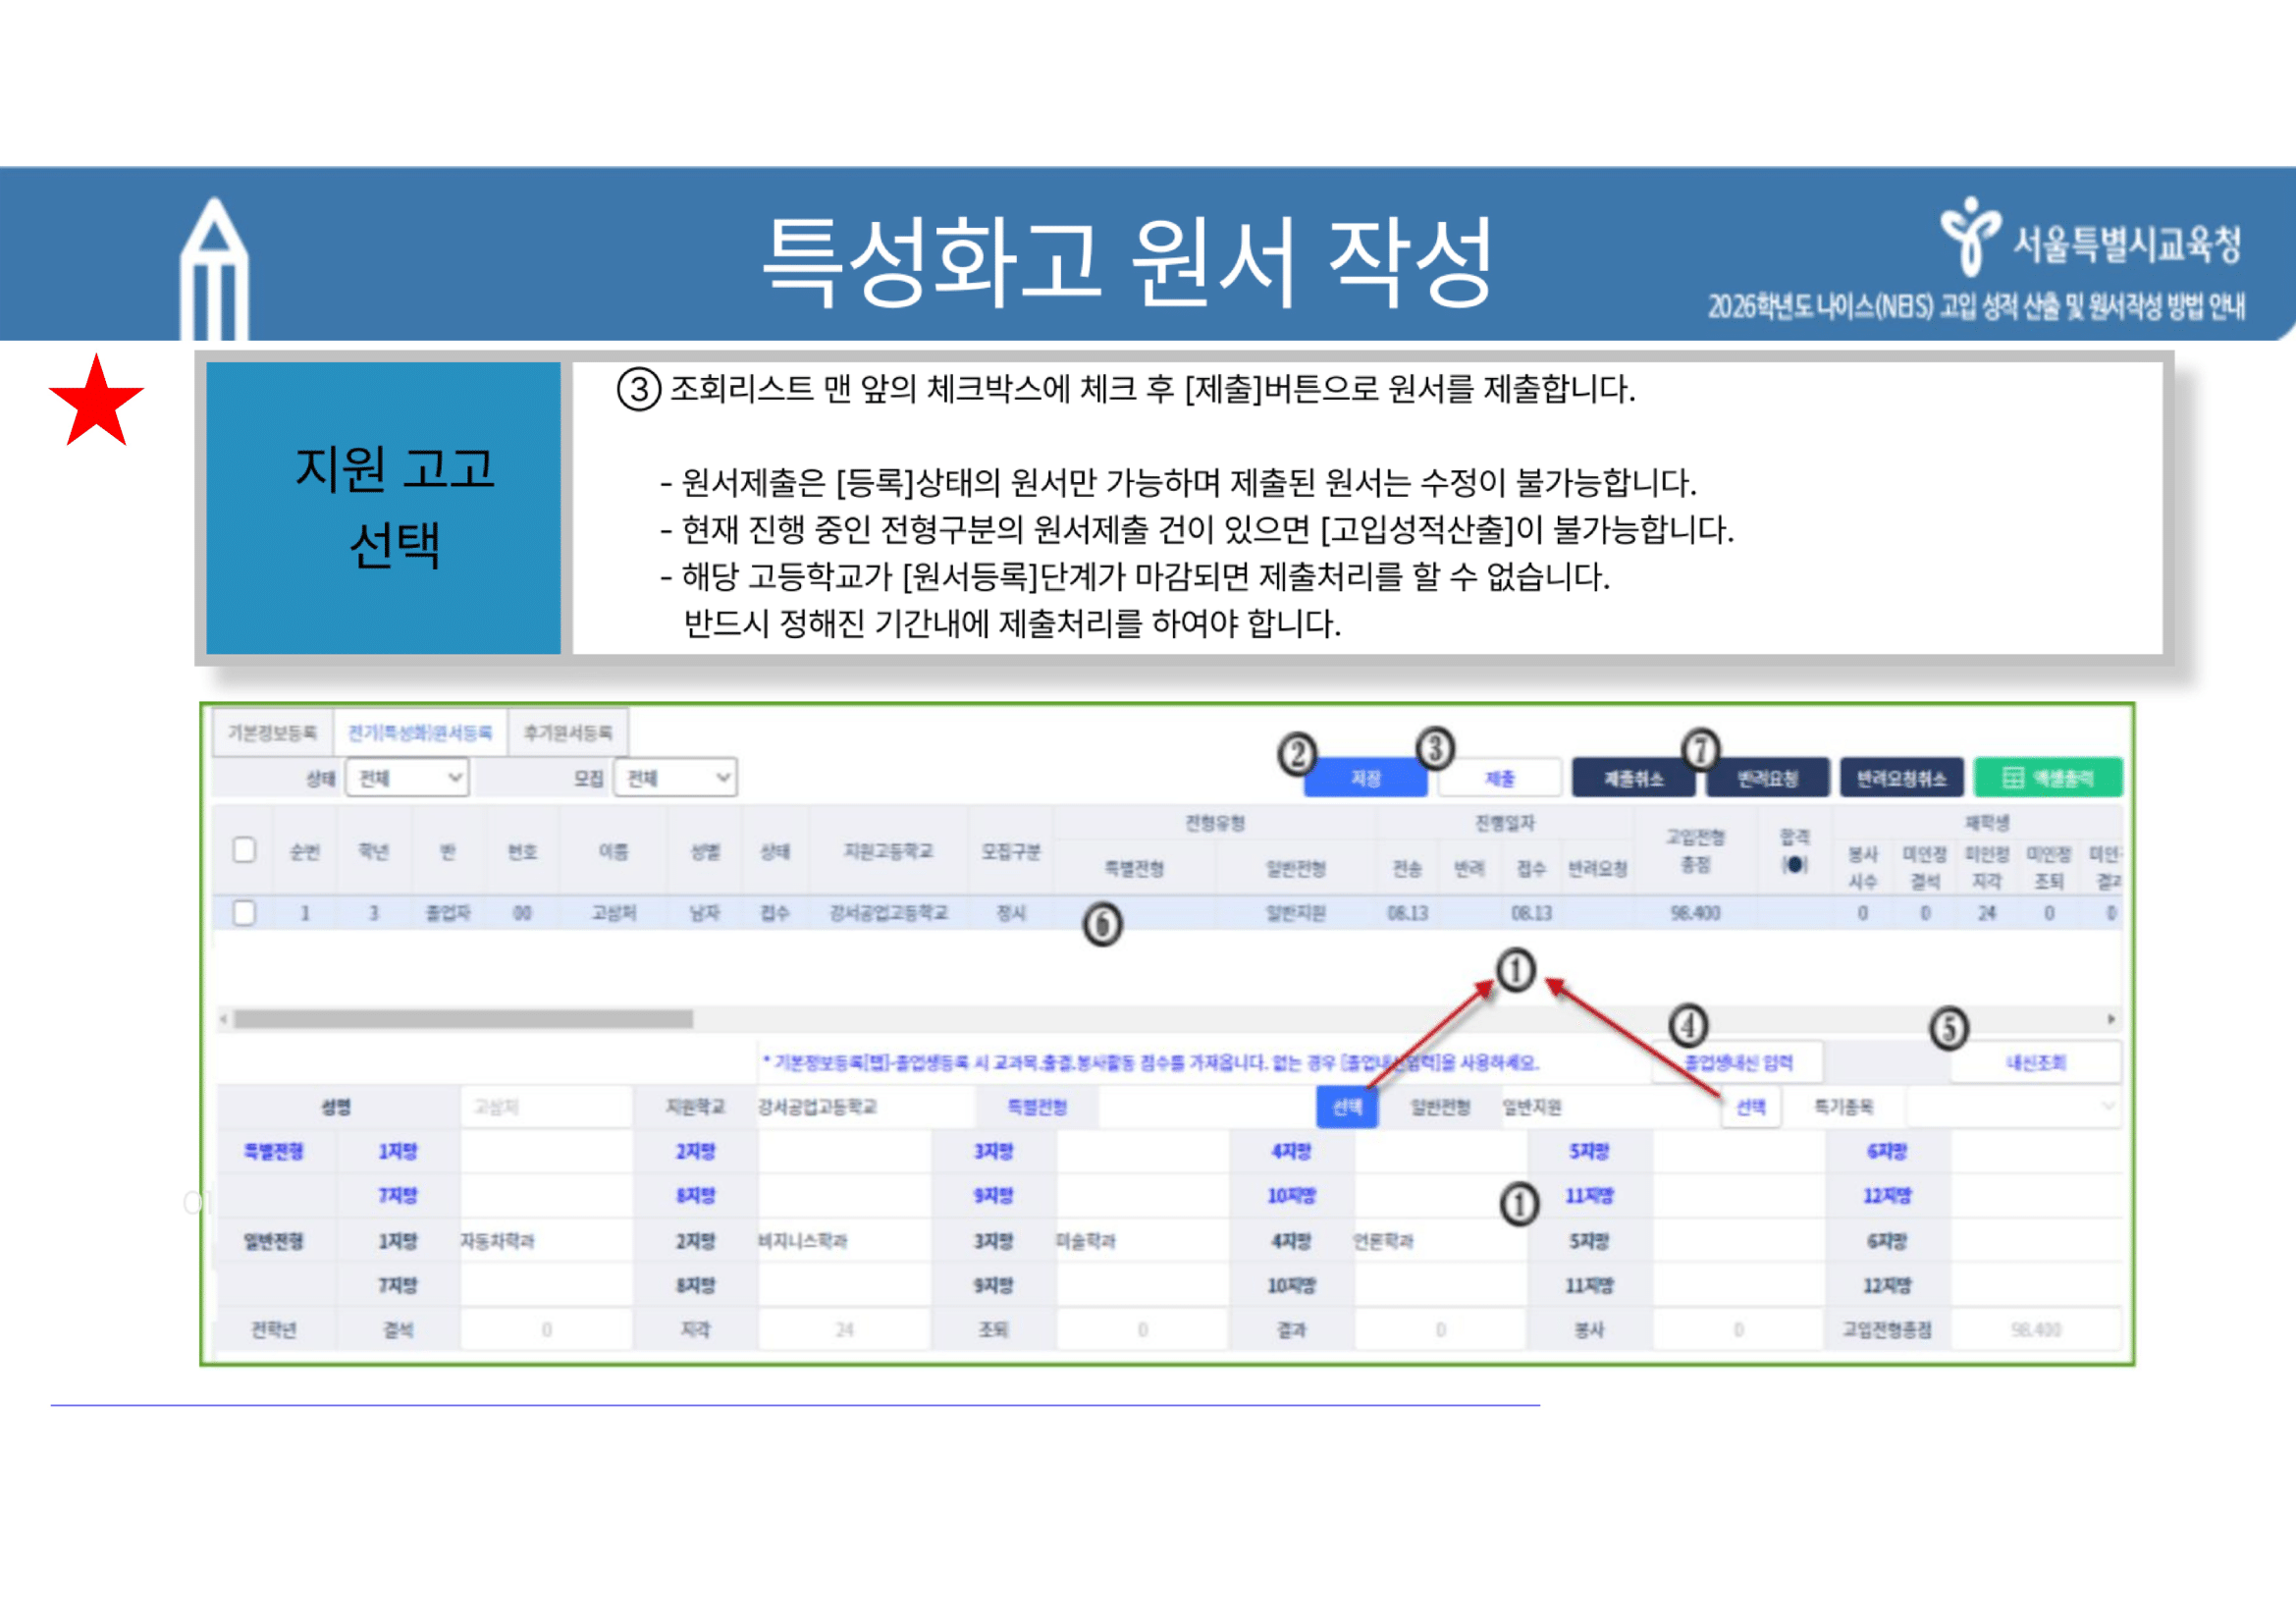 특성화고 원서 작성
서울특별시교육청
2026학년도 나이스(NEIS) 고입 성적 산출 및 원서작성 방법 안내
지원 고고
선택
③ 조회리스트 맨 앞의 체크박스에 체크 후 [제출]버튼으로 원서를 제출합니다.
- 원서제출은 [등록]상태의 원서만 가능하며 제출된 원서는 수정이 불가능합니다.
- 현재 진행 중인 전형구분의 원서제출 건이 있으면 [고입성적산출]이 불가능합니다.
- 해당 고등학교가 [원서등록]단계가 마감되면 제출처리를 할 수 없습니다.
반드시 정해진 기간내에 제출처리를 하여야 합니다.
기본정보등록 전기(특성화)원서등록 후기원서등록
② ③ ⑦
상태 전체 모집 전체 저장 제출 제출취소 반려요청 반려요청취소 엑셀출력
전형유형 진행일자 재학생
순번 학년 반 번호 이름 성별 상태 지원고등학교 모집구분 특별전형 일반전형 전송 반려 접수 반려요청 고입전형 총점 합격 (●) 봉사 시수 미인정 결석 미인정 지각 미인정 조퇴
1 3 졸업자 00 고삼저 남자 접수 강서공업고등학교 정시 ⑥ 일반지원 08.13 08.13 98.400 0 0 24 0 0
①
④ ⑤
* 기본정보등록[탭]-졸업생등록 시 교과목.출결.봉사활동 점수를 가져옵니다. 없는 경우 [졸업내신입력]을 사용하세요. 졸업생내신 입력 내신조회
성명 고삼저 지원학교 강서공업고등학교 특별전형 선택 일반전형 일반지원 선택 특기종목
특별전형 1지망 2지망 3지망 4지망 5지망 6지망
7지망 8지망 9지망 10지망 ① 11지망 12지망
일반전형 1지망 자동차학과 2지망 비지니스학과 3지망 미술학과 4지망 언론학과 5지망 6지망
7지망 8지망 9지망 10지망 11지망 12지망
전학년 결석 0 지각 24 조퇴 0 결과 0 봉사 0 고입전형총점 98.400